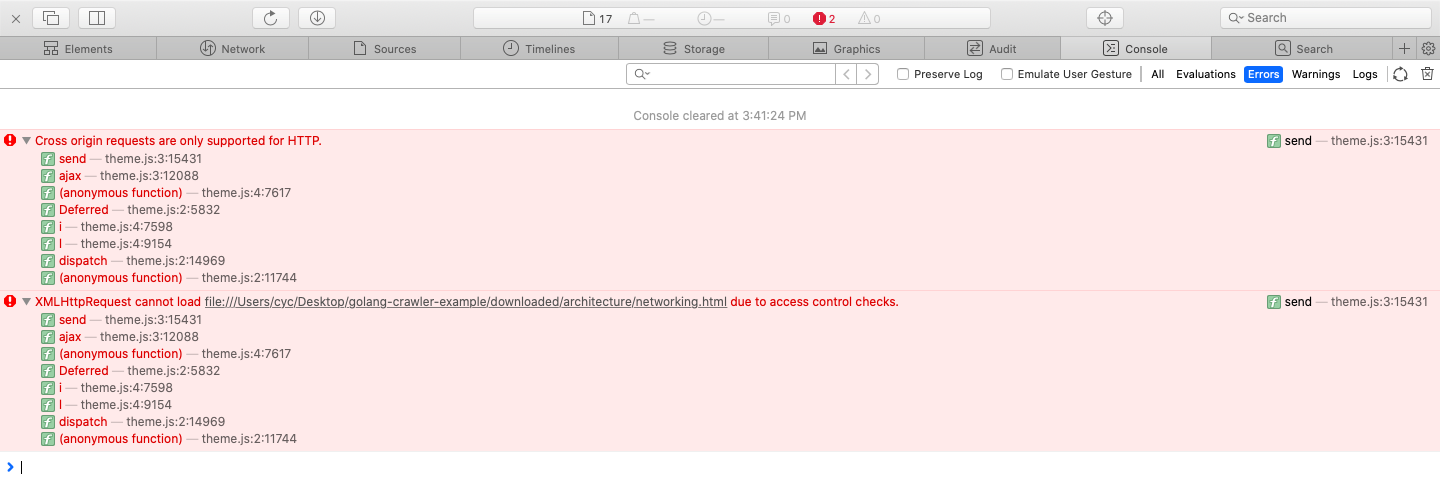 17 — — 0 2 0 Search
Elements Network Sources Timelines Storage Graphics Audit Console Search
Preserve Log Emulate User Gesture All Evaluations Errors Warnings Logs
Console cleared at 3:41:24 PM
Cross origin requests are only supported for HTTP. f send — theme.js:3:15431
f send — theme.js:3:15431
f ajax — theme.js:3:12088
f (anonymous function) — theme.js:4:7617
f Deferred — theme.js:2:5832
f i — theme.js:4:7598
f l — theme.js:4:9154
f dispatch — theme.js:2:14969
f (anonymous function) — theme.js:2:11744
XMLHttpRequest cannot load file:///Users/cyc/Desktop/golang-crawler-example/downloaded/architecture/networking.html due to access control checks. f send — theme.js:3:15431
f send — theme.js:3:15431
f ajax — theme.js:3:12088
f (anonymous function) — theme.js:4:7617
f Deferred — theme.js:2:5832
f i — theme.js:4:7598
f l — theme.js:4:9154
f dispatch — theme.js:2:14969
f (anonymous function) — theme.js:2:11744